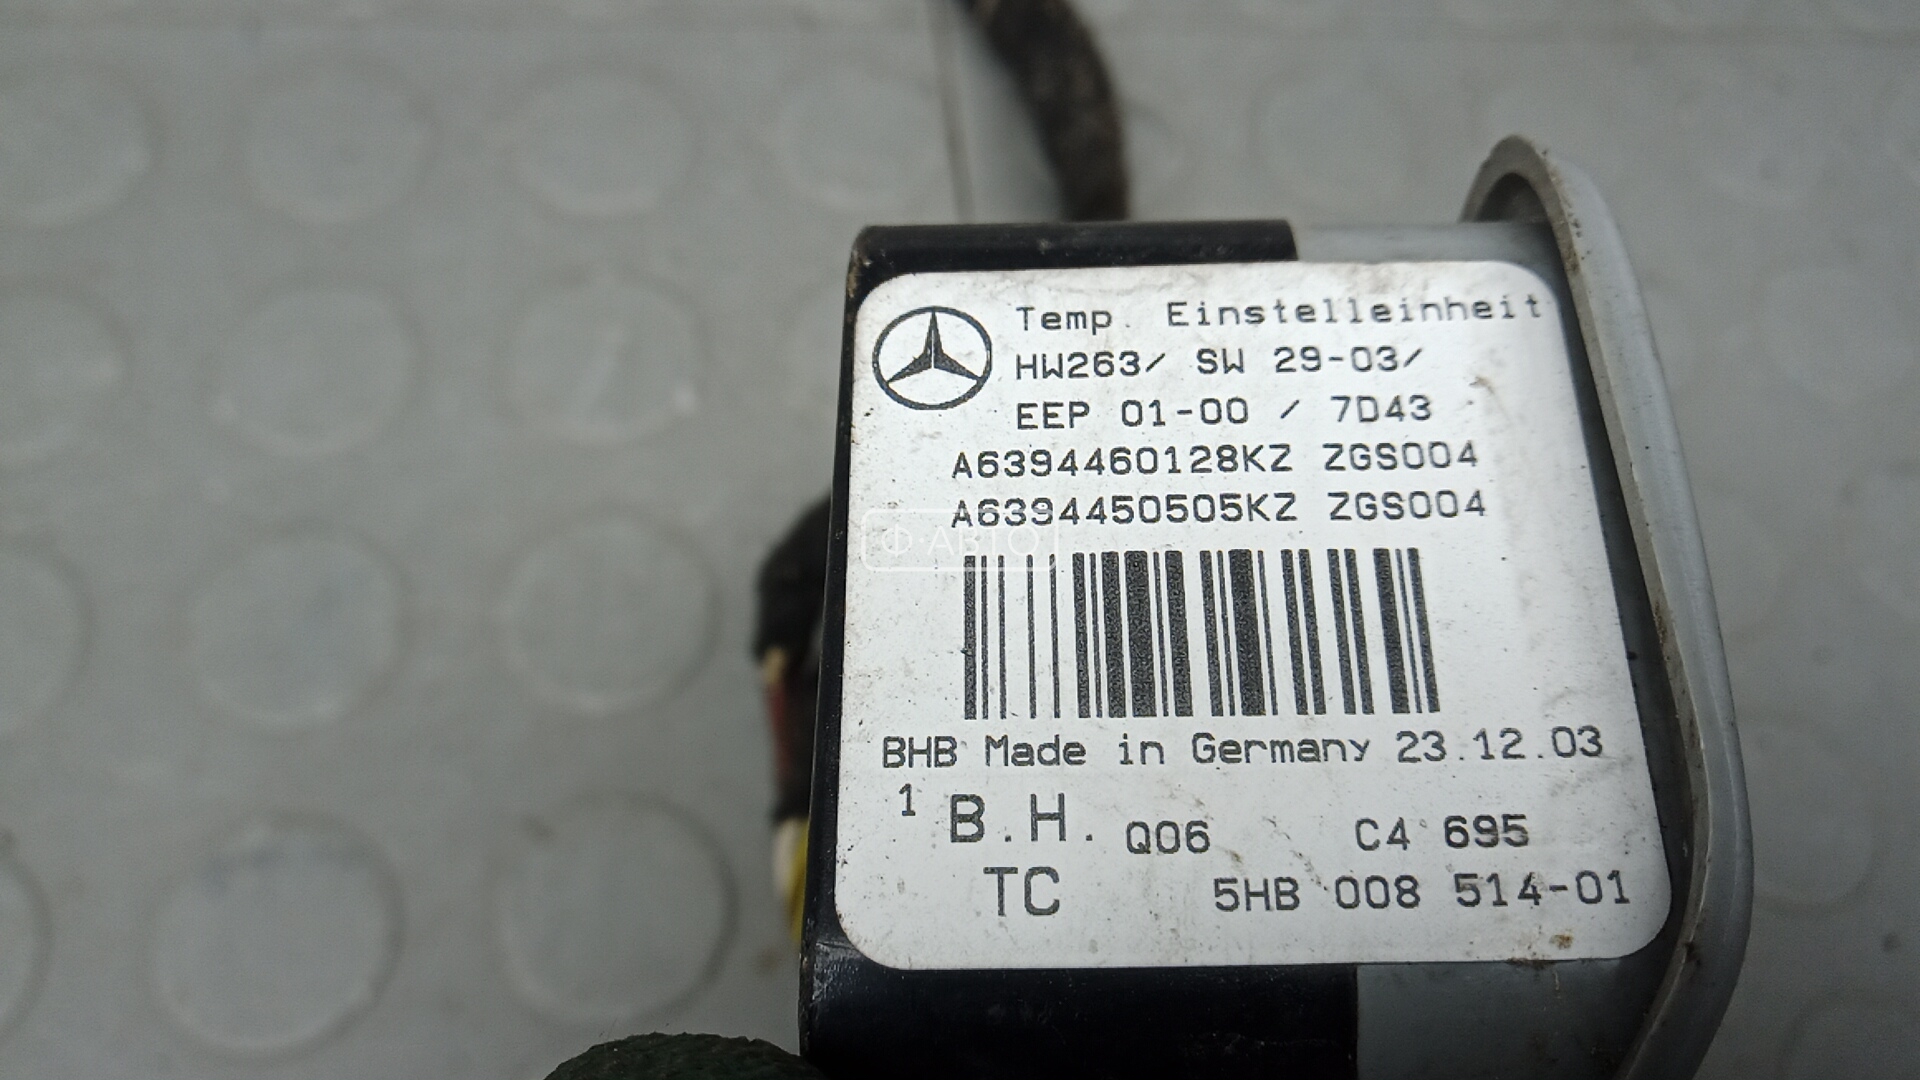 Temp. Einstelleinheit
HW263/ SW 29-03/
EEP 01-00 / 7D43
A6394460128KZ ZGS004
A6394450505KZ ZGS004
Ф·АВТО
BHB Made in Germany 23.12.03
1 B.H. Q06 C4 695
TC 5HB 008 514-01